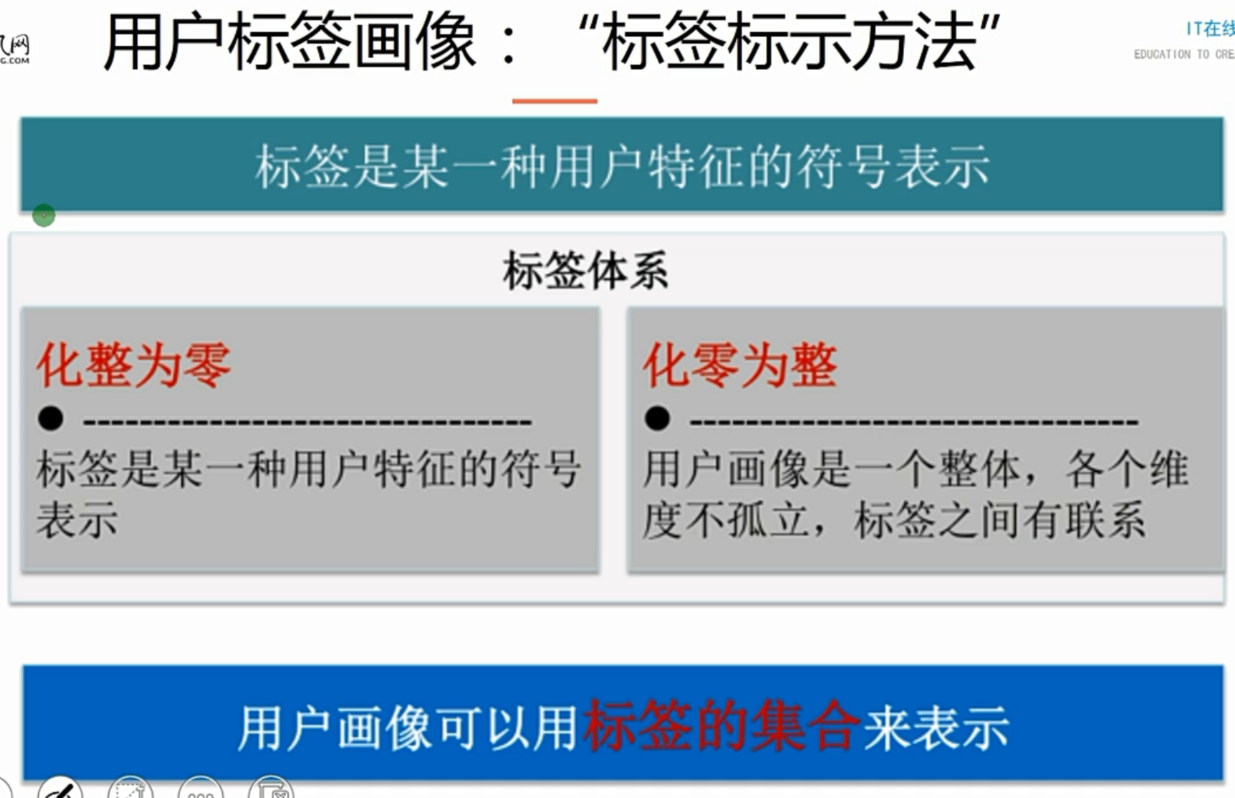 用户标签画像：“标签标示方法”
IT在线
EDUCATION TO CRE
G.COM
标签是某一种用户特征的符号表示
标签体系
化整为零
● --------------------------------
标签是某一种用户特征的符号
表示
化零为整
● --------------------------------
用户画像是一个整体，各个维
度不孤立，标签之间有联系
用户画像可以用标签的集合来表示